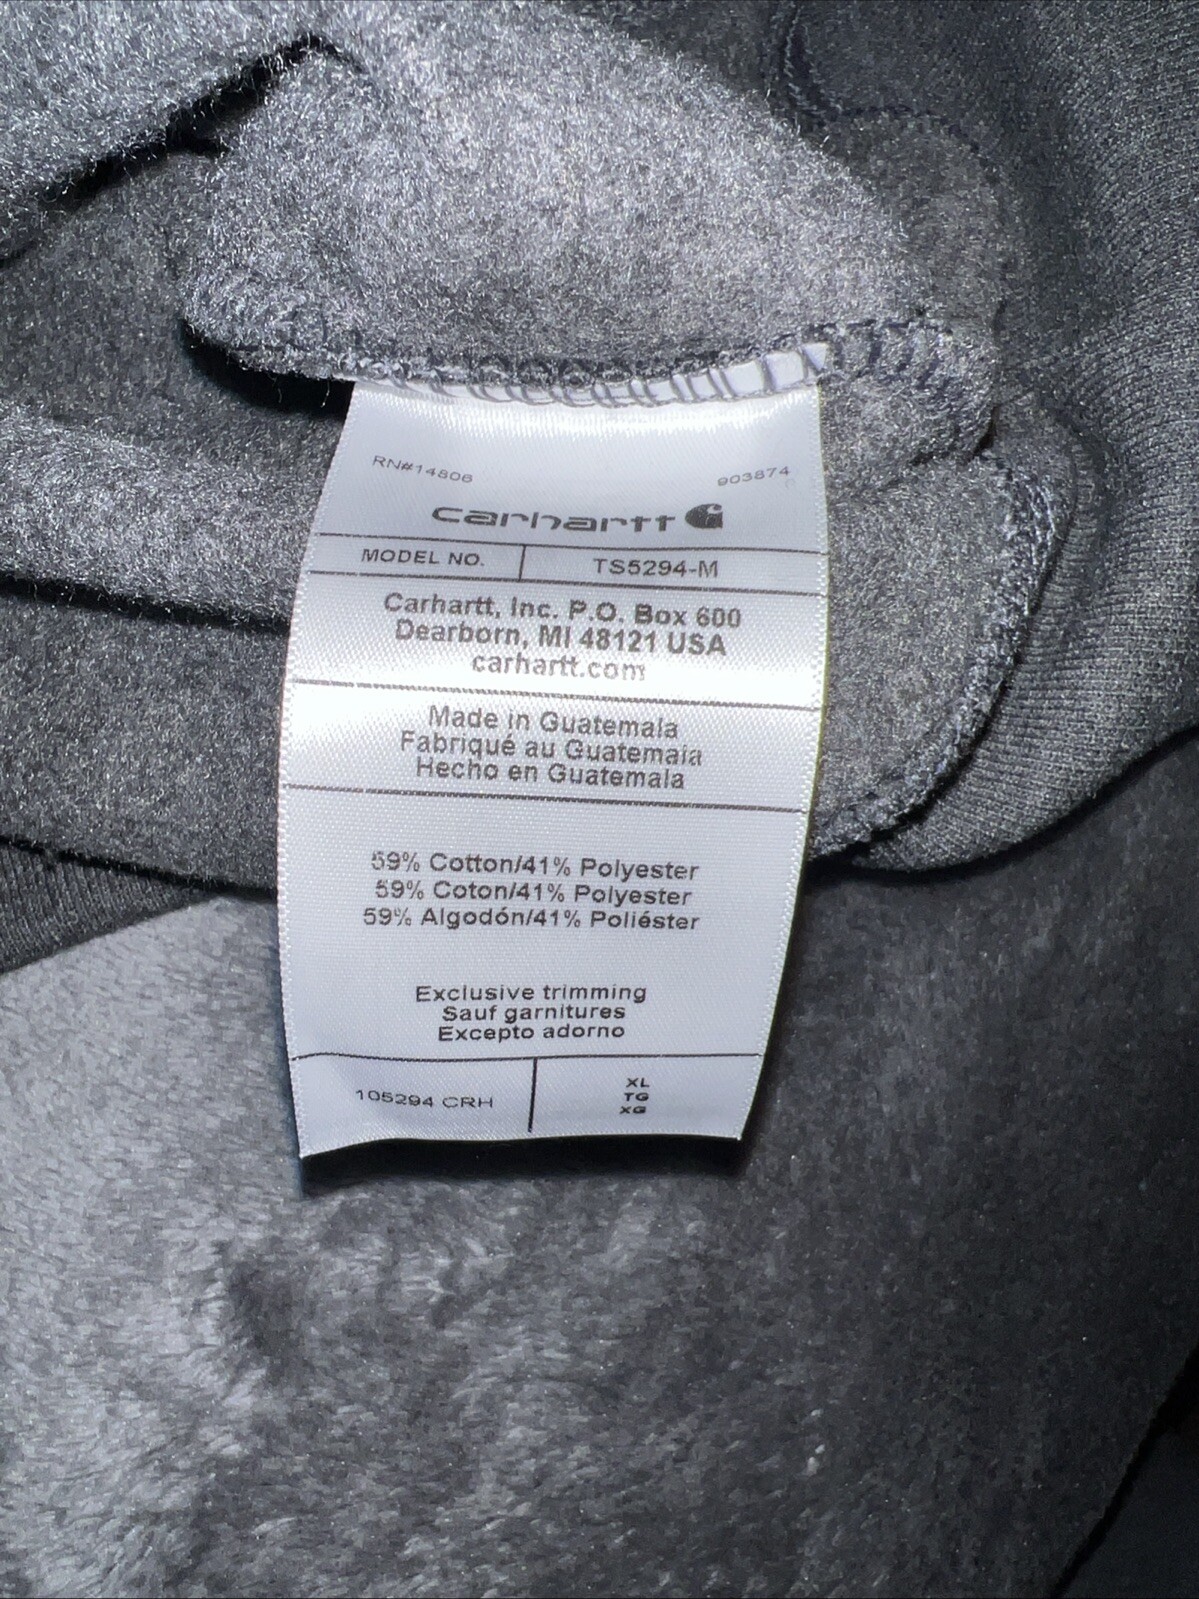 RN#14806 903874
carhartt
MODEL NO. TS5294-M
Carhartt, Inc. P.O. Box 600
Dearborn, MI 48121 USA
carhartt.com
Made in Guatemala
Fabriqué au Guatemala
Hecho en Guatemala
59% Cotton/41% Polyester
59% Coton/41% Polyester
59% Algodón/41% Poliéster
Exclusive trimming
Sauf garnitures
Excepto adorno
105294 CRH
XL
TG
XG